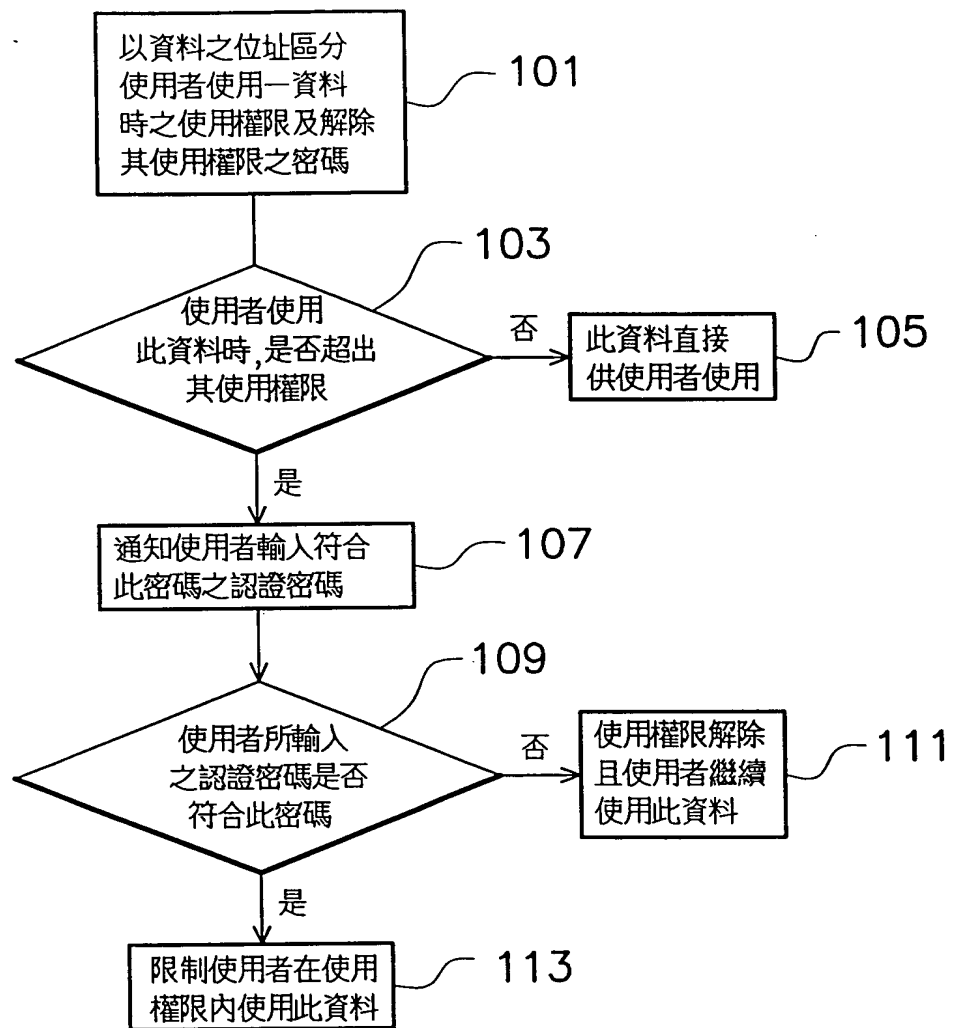 以資料之位址區分
使用者使用一資料
時之使用權限及解除
其使用權限之密碼
101
103
使用者使用
此資料時,是否超出
其使用權限
否
此資料直接
供使用者使用
105
是
通知使用者輸入符合
此密碼之認證密碼
107
109
使用者所輸入
之認證密碼是否
符合此密碼
否
使用權限解除
且使用者繼續
使用此資料
111
是
限制使用者在使用
權限內使用此資料
113